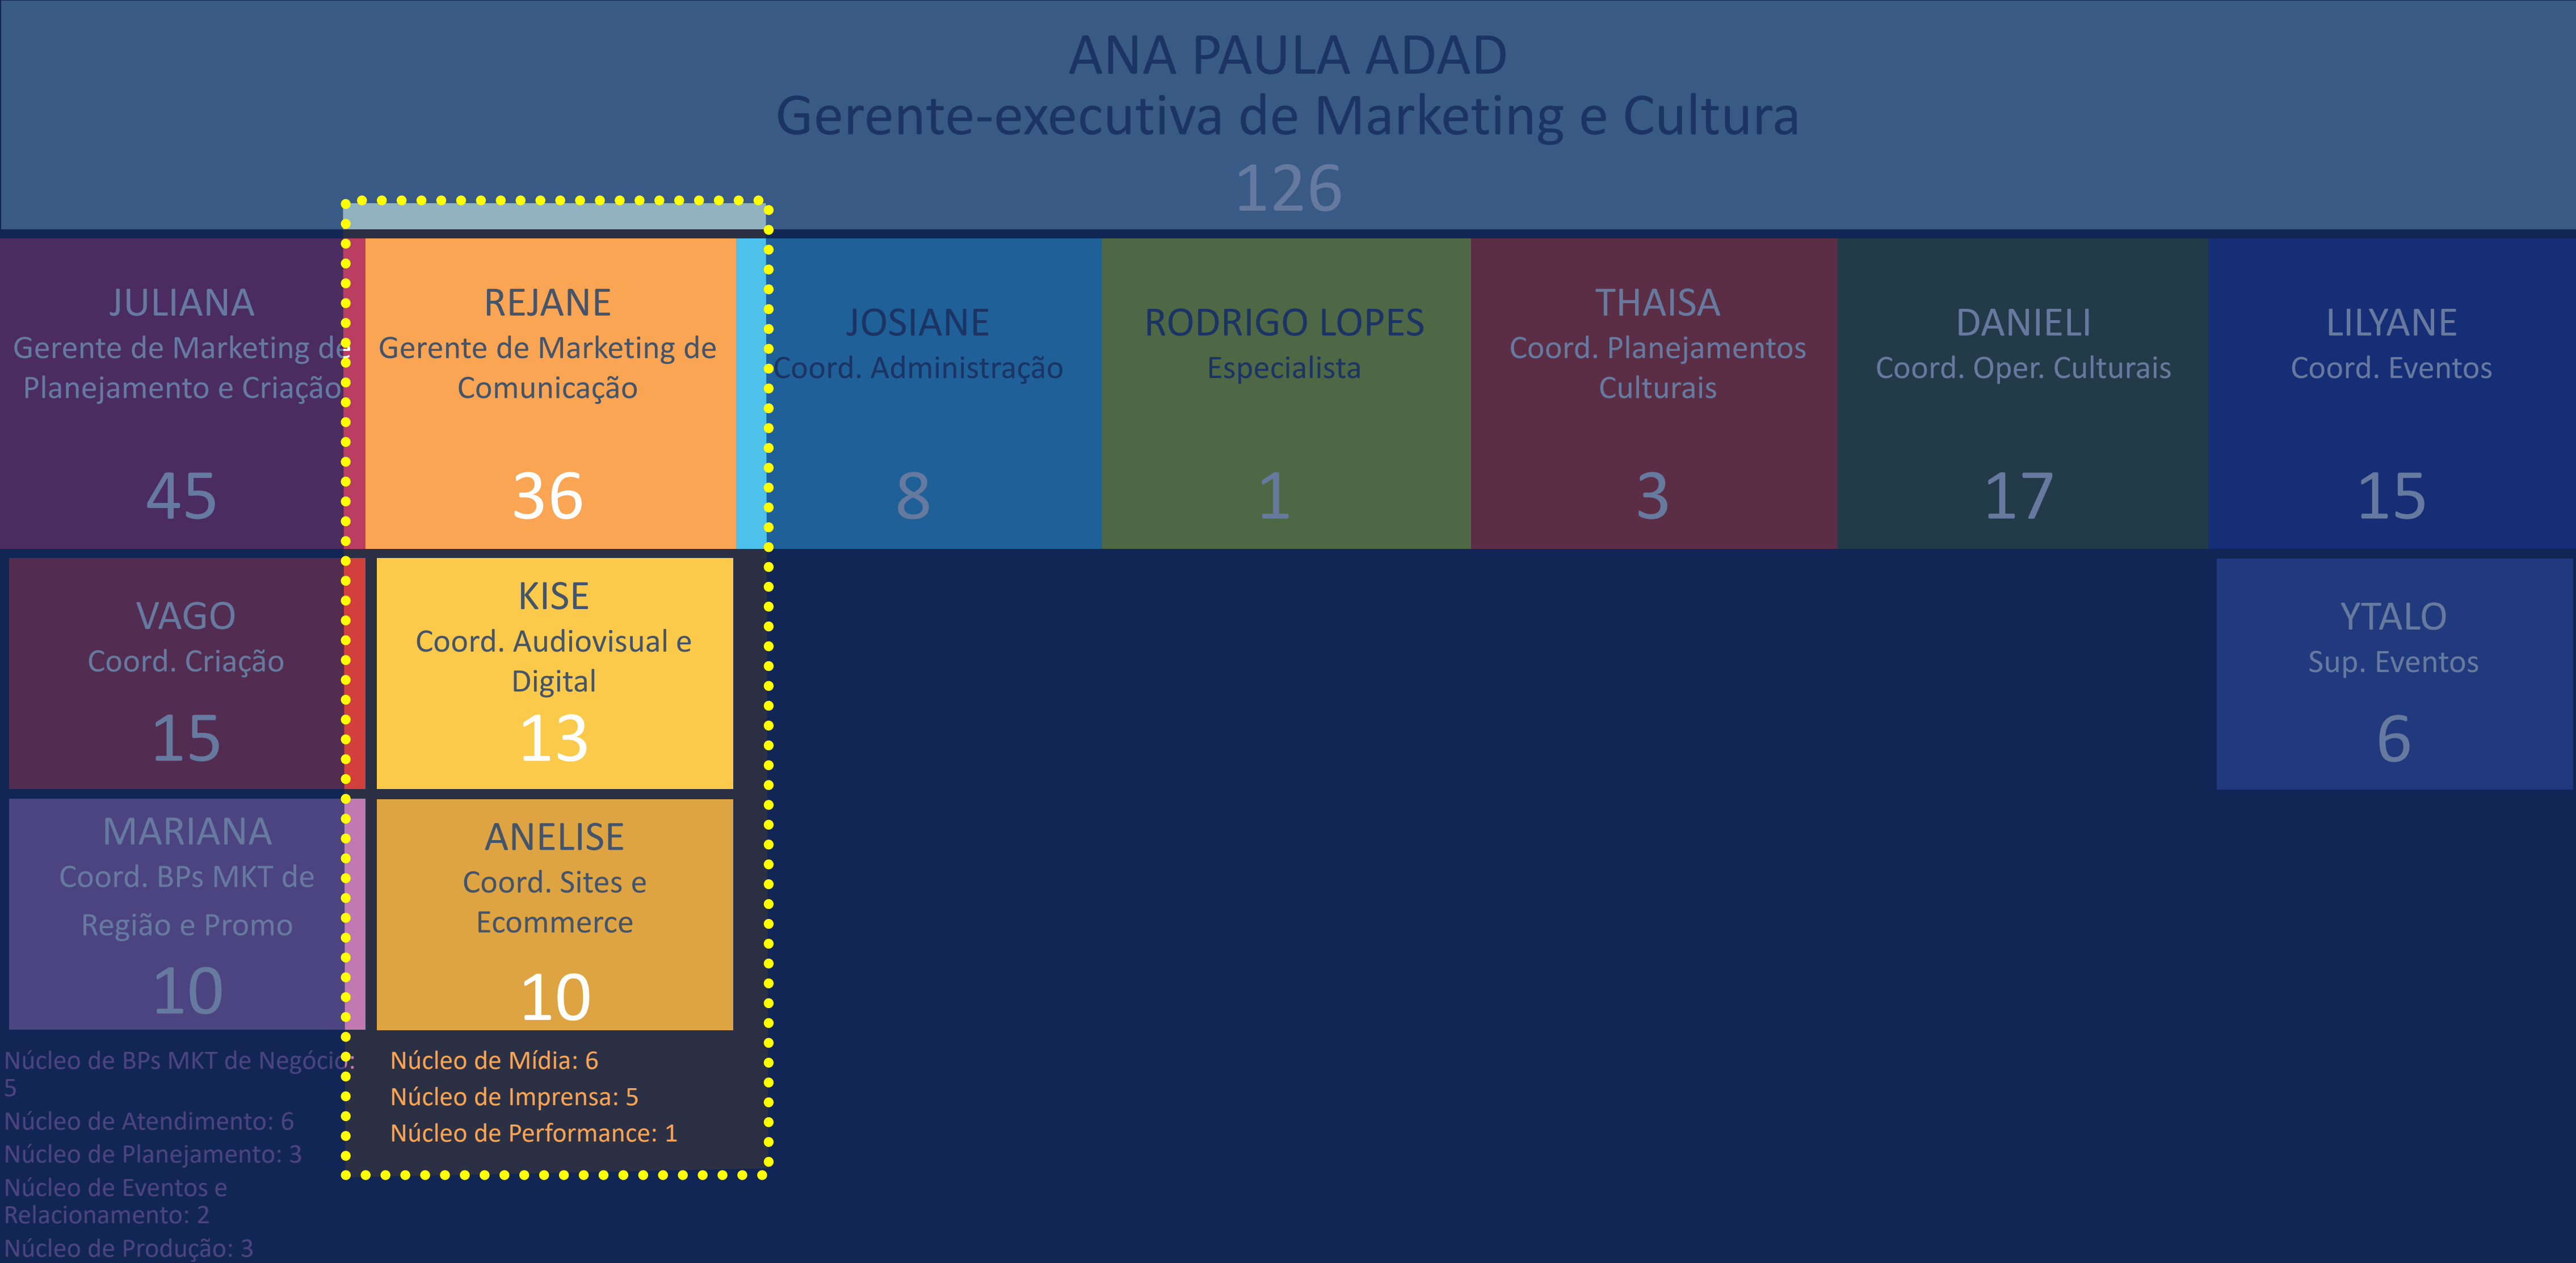 ANA PAULA ADAD
Gerente-executiva de Marketing e Cultura
126
JULIANA
Gerente de Marketing de
Planejamento e Criação
45
REJANE
Gerente de Marketing de
Comunicação
36
JOSIANE
Coord. Administração
8
RODRIGO LOPES
Especialista
1
THAISA
Coord. Planejamentos
Culturais
3
DANIELI
Coord. Oper. Culturais
17
LILYANE
Coord. Eventos
15
VAGO
Coord. Criação
15
KISE
Coord. Audiovisual e
Digital
13
YTALO
Sup. Eventos
6
MARIANA
Coord. BPs MKT de
Região e Promo
10
ANELISE
Coord. Sites e
Ecommerce
10
Núcleo de BPs MKT de Negócio:
5
Núcleo de Atendimento: 6
Núcleo de Planejamento: 3
Núcleo de Eventos e
Relacionamento: 2
Núcleo de Produção: 3
Núcleo de Mídia: 6
Núcleo de Imprensa: 5
Núcleo de Performance: 1